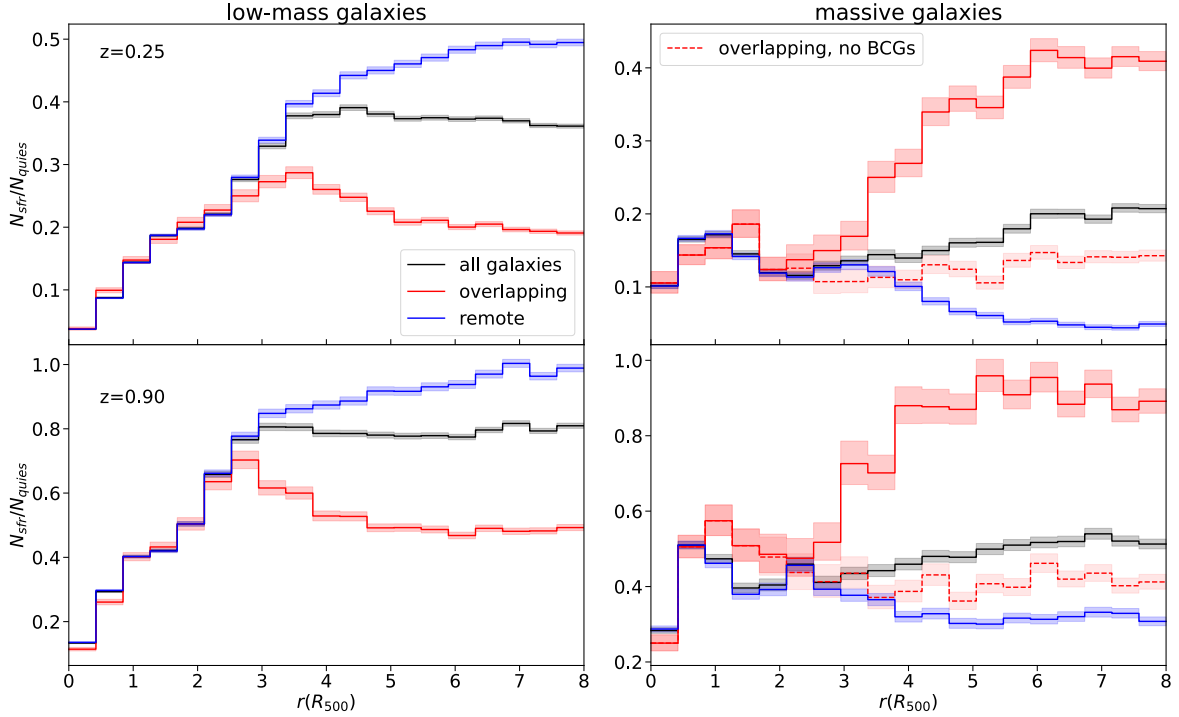 low-mass galaxies
massive galaxies
z=0.25
0.5
0.4
0.3
0.2
0.1
N_sfr/N_quies
all galaxies
overlapping
remote
overlapping, no BCGs
0.4
0.3
0.2
0.1
z=0.90
1.0
0.8
0.6
0.4
0.2
N_sfr/N_quies
0 1 2 3 4 5 6 7 8
r(R_500)
1.0
0.8
0.6
0.4
0.2
0 1 2 3 4 5 6 7 8
r(R_500)